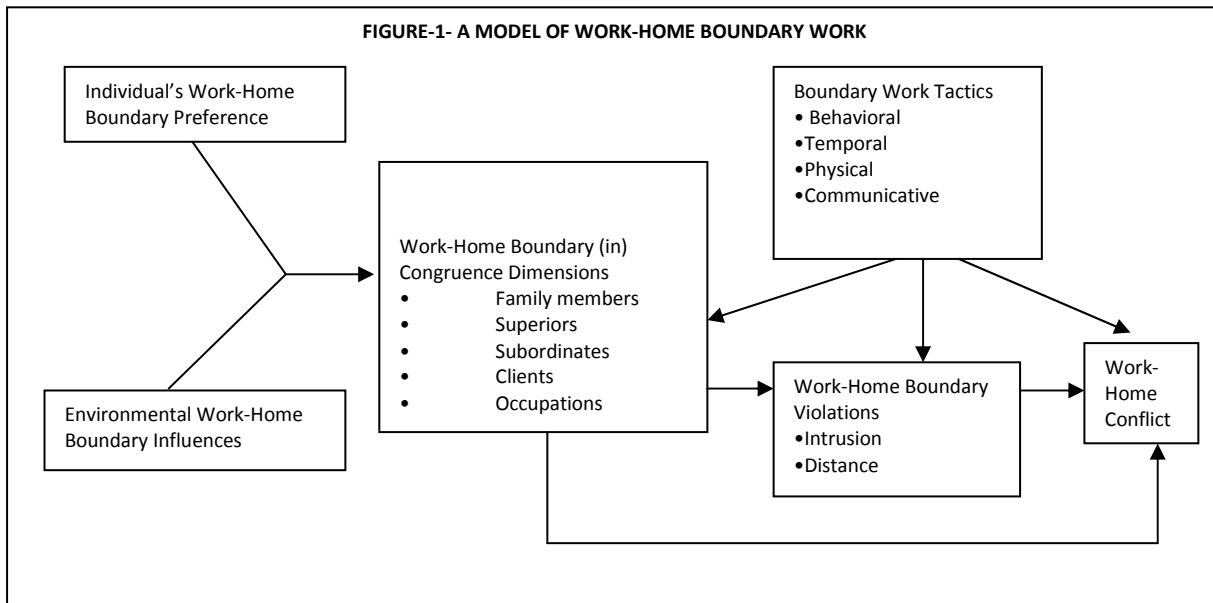 FIGURE-1- A MODEL OF WORK-HOME BOUNDARY WORK
Individual's Work-Home
Boundary Preference
Environmental Work-Home
Boundary Influences
Work-Home Boundary (in)
Congruence Dimensions
• Family members
• Superiors
• Subordinates
• Clients
• Occupations
Boundary Work Tactics
• Behavioral
•Temporal
•Physical
•Communicative
Work-Home Boundary
Violations
•Intrusion
•Distance
Work-
Home
Conflict